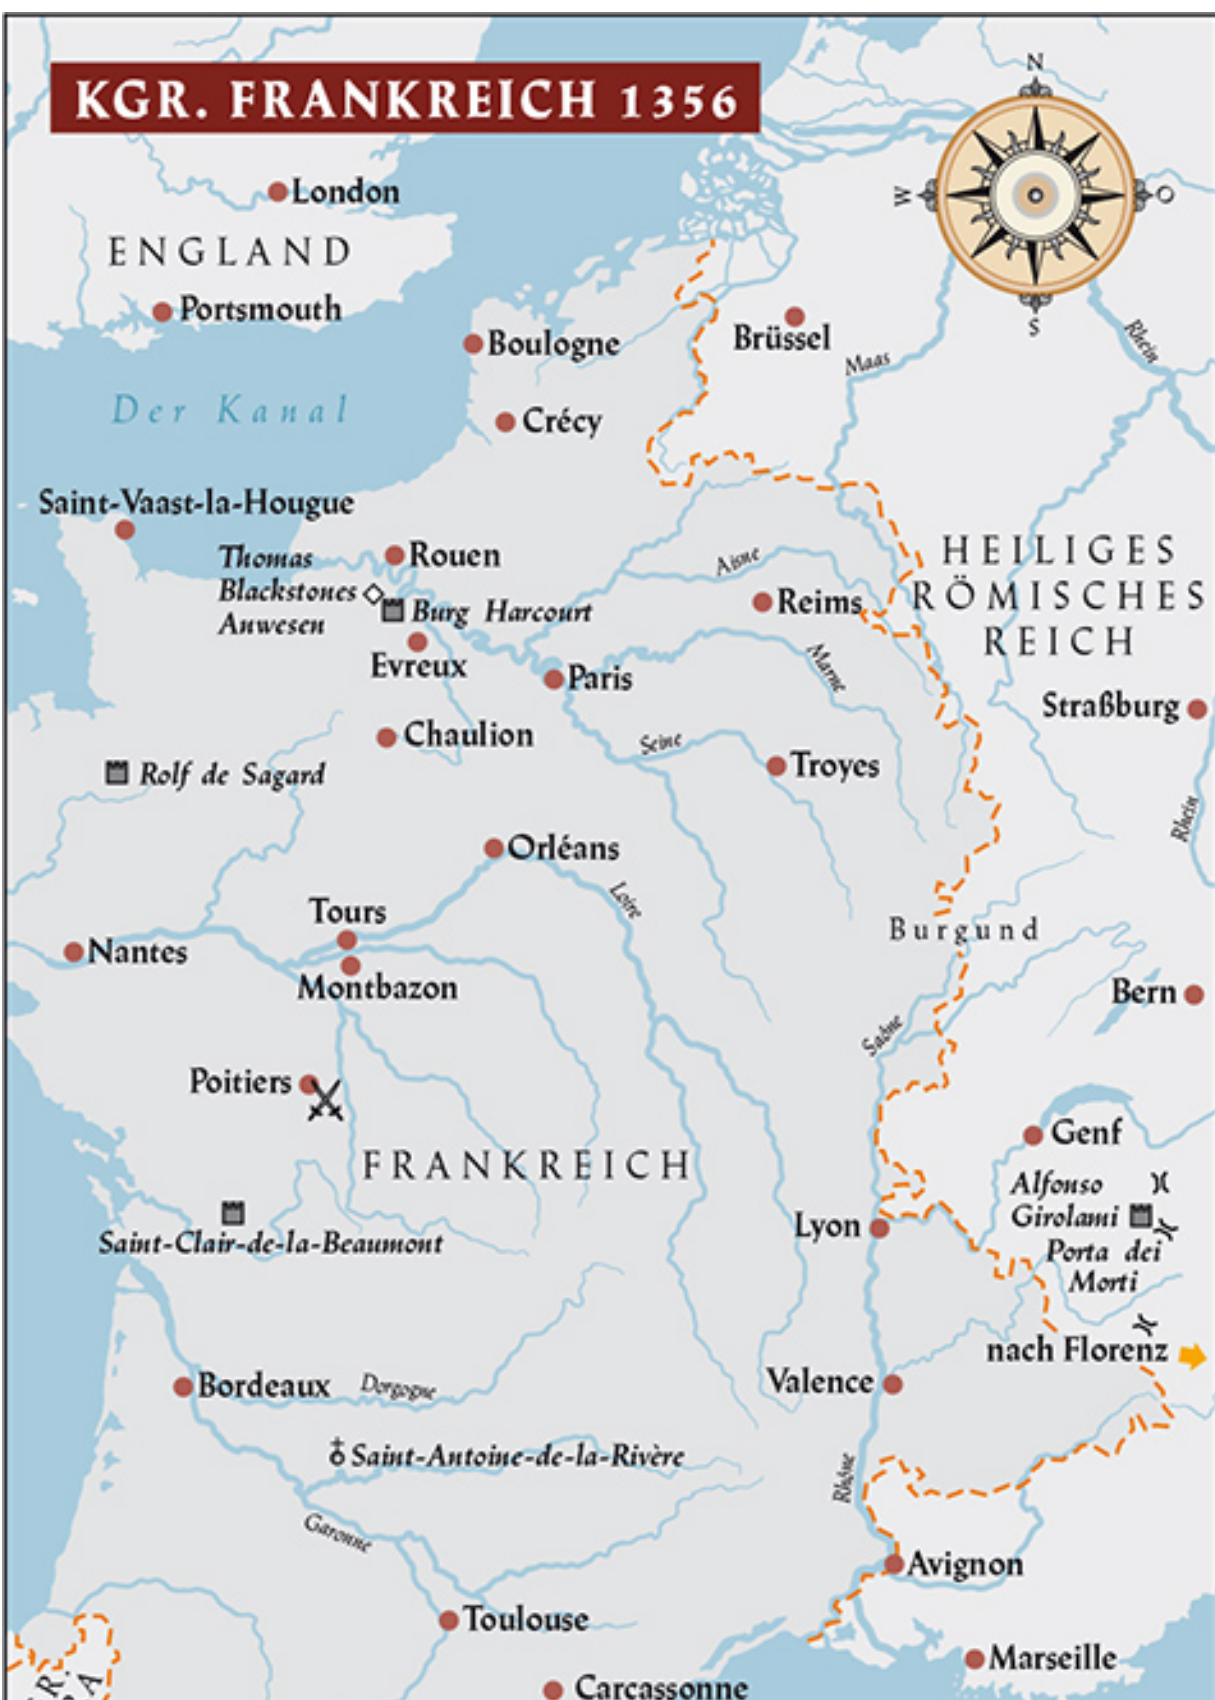 KGR. FRANKREICH 1356
N
W
O
S
London
ENGLAND
Portsmouth
Boulogne
Brüssel
Maas
Rhein
Der Kanal
Crécy
Saint-Vaast-la-Hougue
Thomas
Blackstones
Anwesen
Rouen
Burg Harcourt
Evreux
Aisne
Reims
HEILIGES
RÖMISCHES
REICH
Paris
Marne
Straßburg
Chaulion
Seine
Troyes
Rolf de Sagard
Rhein
Orléans
Loire
Tours
Burgund
Nantes
Montbazon
Bern
Saône
Poitiers
Genf
FRANKREICH
Alfonso
Girolami
Saint-Clair-de-la-Beaumont
Lyon
Porta dei
Morti
nach Florenz
Bordeaux
Dorgogne
Valence
Saint-Antoine-de-la-Rivère
Rhône
Garonne
Avignon
Toulouse
Marseille
Carcassonne